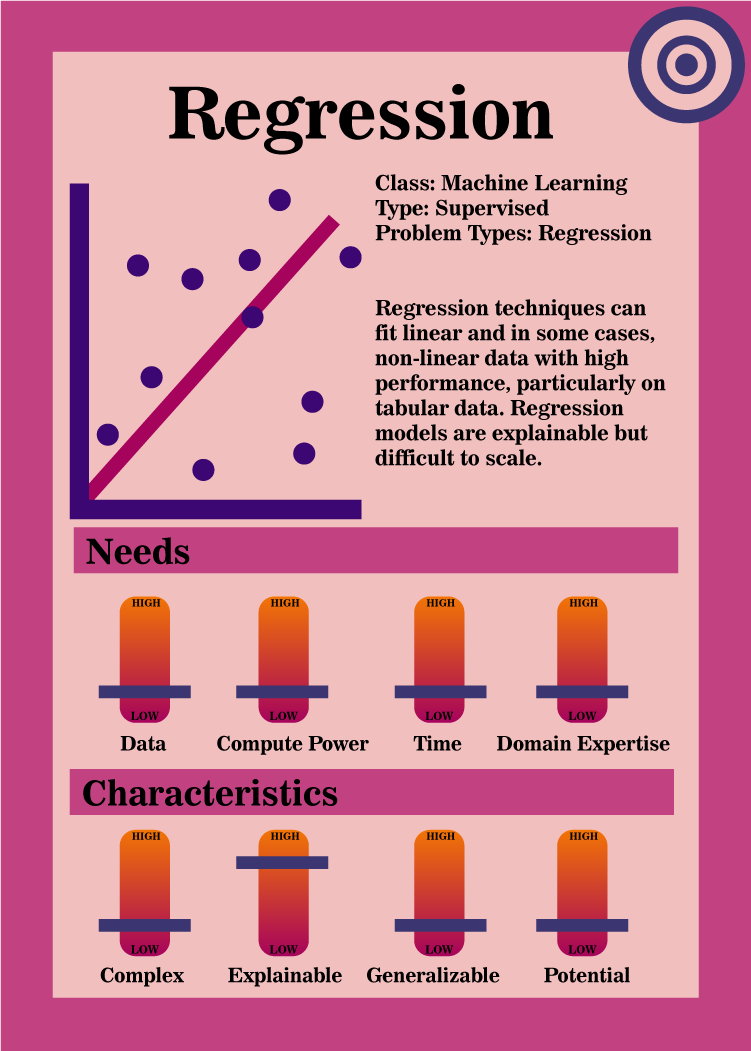 Regression
Class: Machine Learning
Type: Supervised
Problem Types: Regression
Regression techniques can
fit linear and in some cases,
non-linear data with high
performance, particularly on
tabular data. Regression
models are explainable but
difficult to scale.
Needs
HIGH HIGH HIGH HIGH
LOW LOW LOW LOW
Data Compute Power Time Domain Expertise
Characteristics
HIGH HIGH HIGH HIGH
LOW LOW LOW LOW
Complex Explainable Generalizable Potential